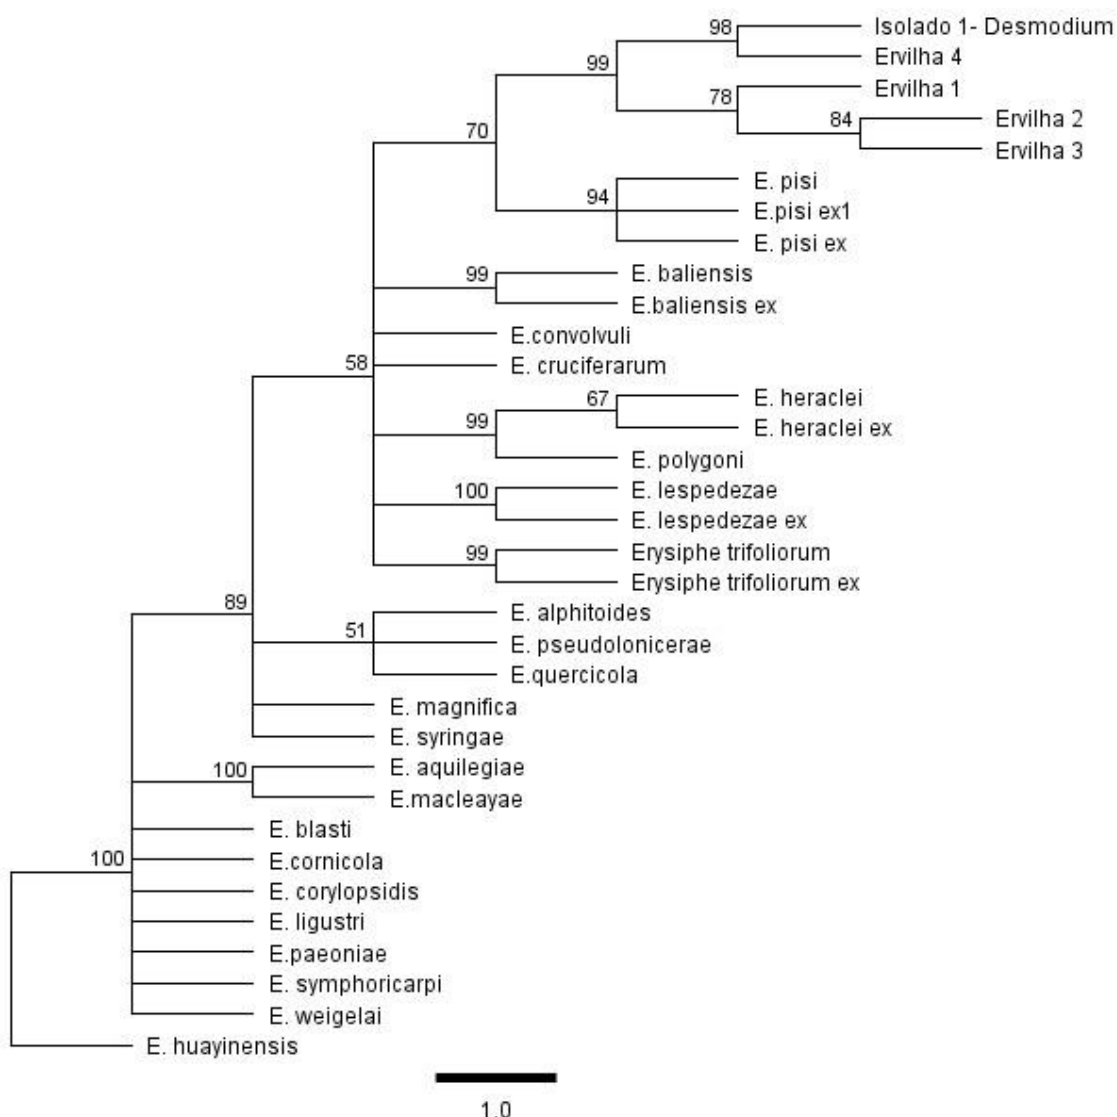 98
Isolado 1- Desmodium
Ervilha 4
99
Ervilha 1
78
Ervilha 2
84
Ervilha 3
70
E. pisi
94
E.pisi ex1
E. pisi ex
99
E. baliensis
E.baliensis ex
E.convolvuli
58
E. cruciferarum
67
E. heraclei
99
E. heraclei ex
E. polygoni
100
E. lespedezae
E. lespedezae ex
99
Erysiphe trifoliorum
Erysiphe trifoliorum ex
89
E. alphitoides
51
E. pseudolonicerae
E.quercicola
E. magnifica
E. syringae
100
E. aquilegiae
E.macleayae
E. blasti
100
E.cornicola
E. corylopsidis
E. ligustri
E.paeoniae
E. symphoricarpi
E. weigelai
E. huayinensis
1.0